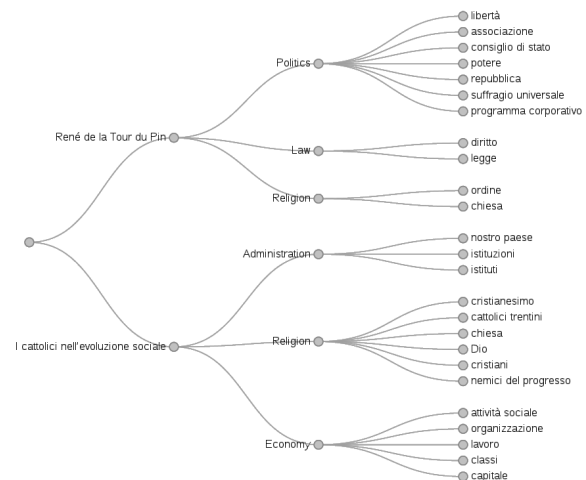 libertà
associazione
consiglio di stato
Politics
potere
repubblica
suffragio universale
programma corporativo
René de la Tour du Pin
diritto
Law
legge
ordine
Religion
chiesa
nostro paese
Administration
istituzioni
istituti
cristianesimo
cattolici trentini
chiesa
I cattolici nell'evoluzione sociale
Religion
Dio
cristiani
nemici del progresso
attività sociale
organizzazione
Economy
lavoro
classi
capitale